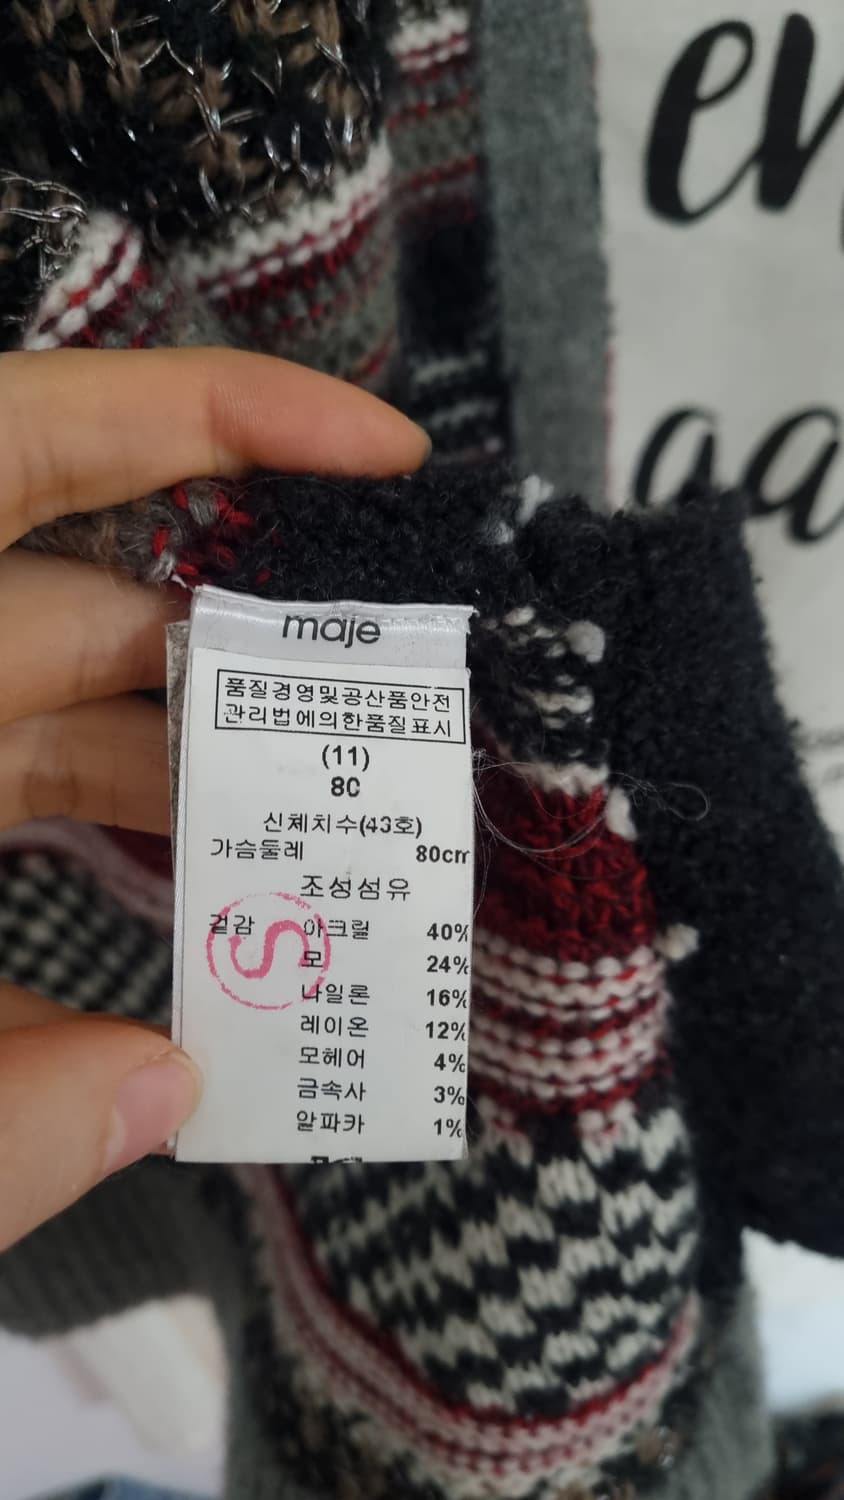 en
ga
maje
품질경영및공산품안전
관리법에의한품질표시
(11)
80
신체치수(43호)
가슴둘레 80cm
조성섬유
겉감 아크릴 40%
모 24%
나일론 16%
레이온 12%
모헤어 4%
금속사 3%
알파카 1%
S